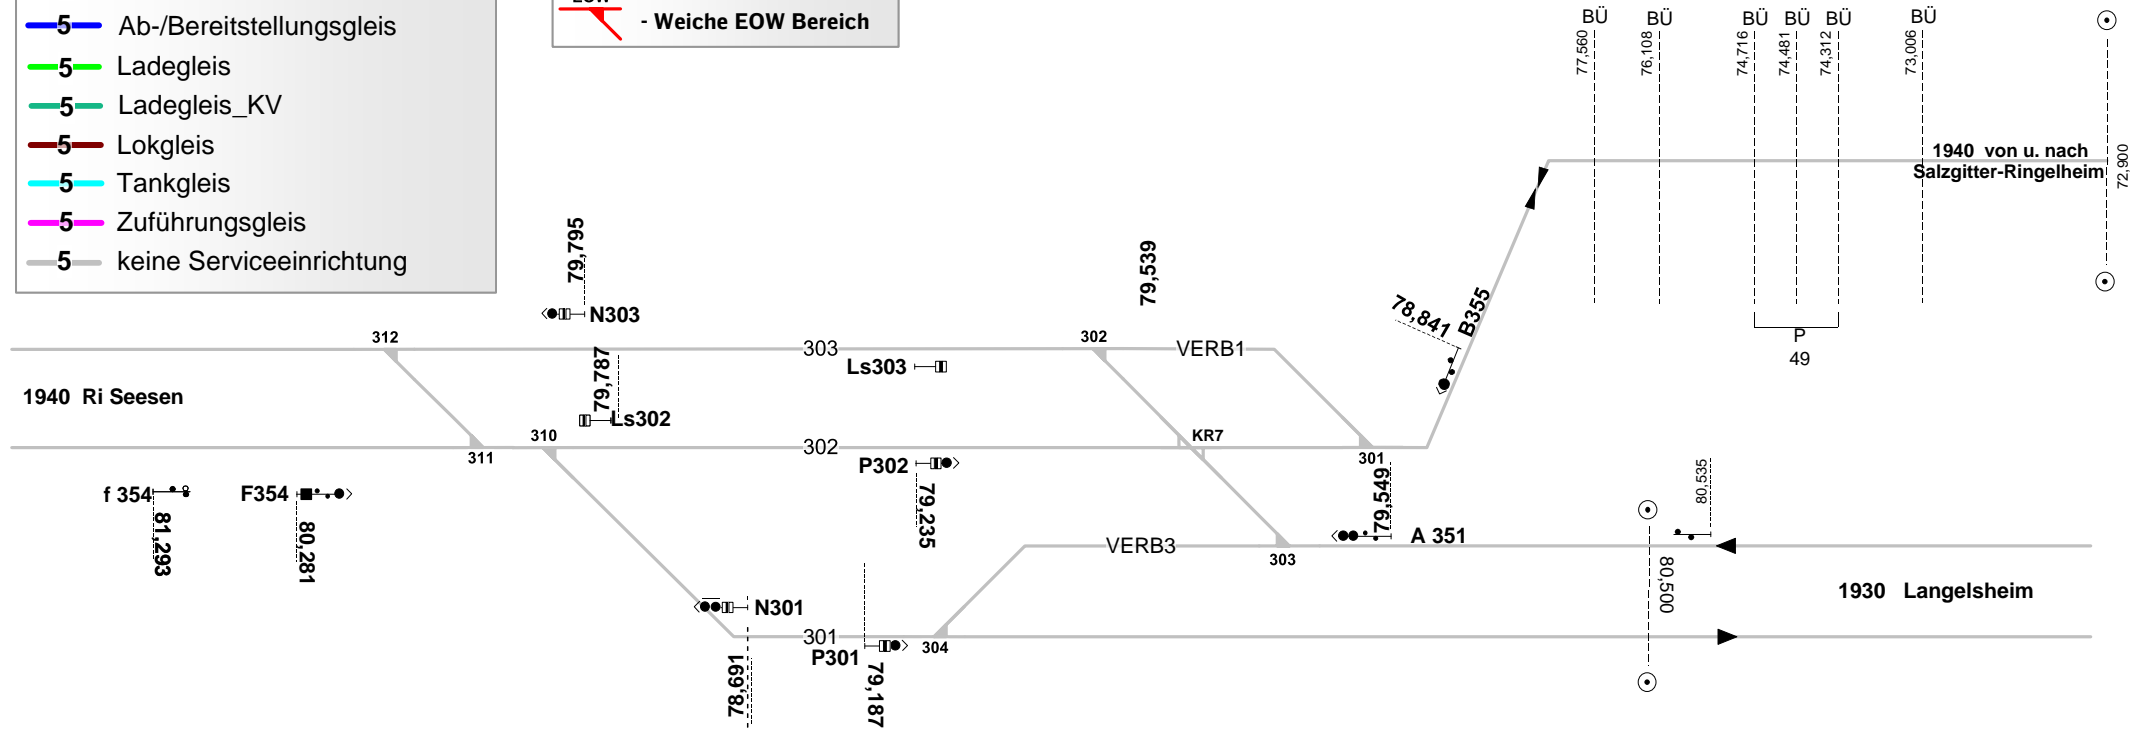 5 Ab-/Bereitstellungsgleis
5 Ladegleis
5 Ladegleis_KV
5 Lokgleis
5 Tankgleis
5 Zuführungsgleis
5 keine Serviceeinrichtung
- Weiche EOW Bereich
BÜ BÜ BÜ BÜ BÜ BÜ
77,560 76,108 74,716 74,481 74,312 73,006
1940 von u. nach
Salzgitter-Ringelheim
72,900
P
49
79,795
N303
79,539
78,841
B355
312
303
302
VERB1
79,787
Ls303
1940 Ri Seesen
Ls302
310
302
KR7
311
301
P302
79,235
79,549
80,535
f 354
81,293
F354
80,281
A 351
VERB3
303
80,500
1930 Langelsheim
N301
78,691
301
P301
79,187
304